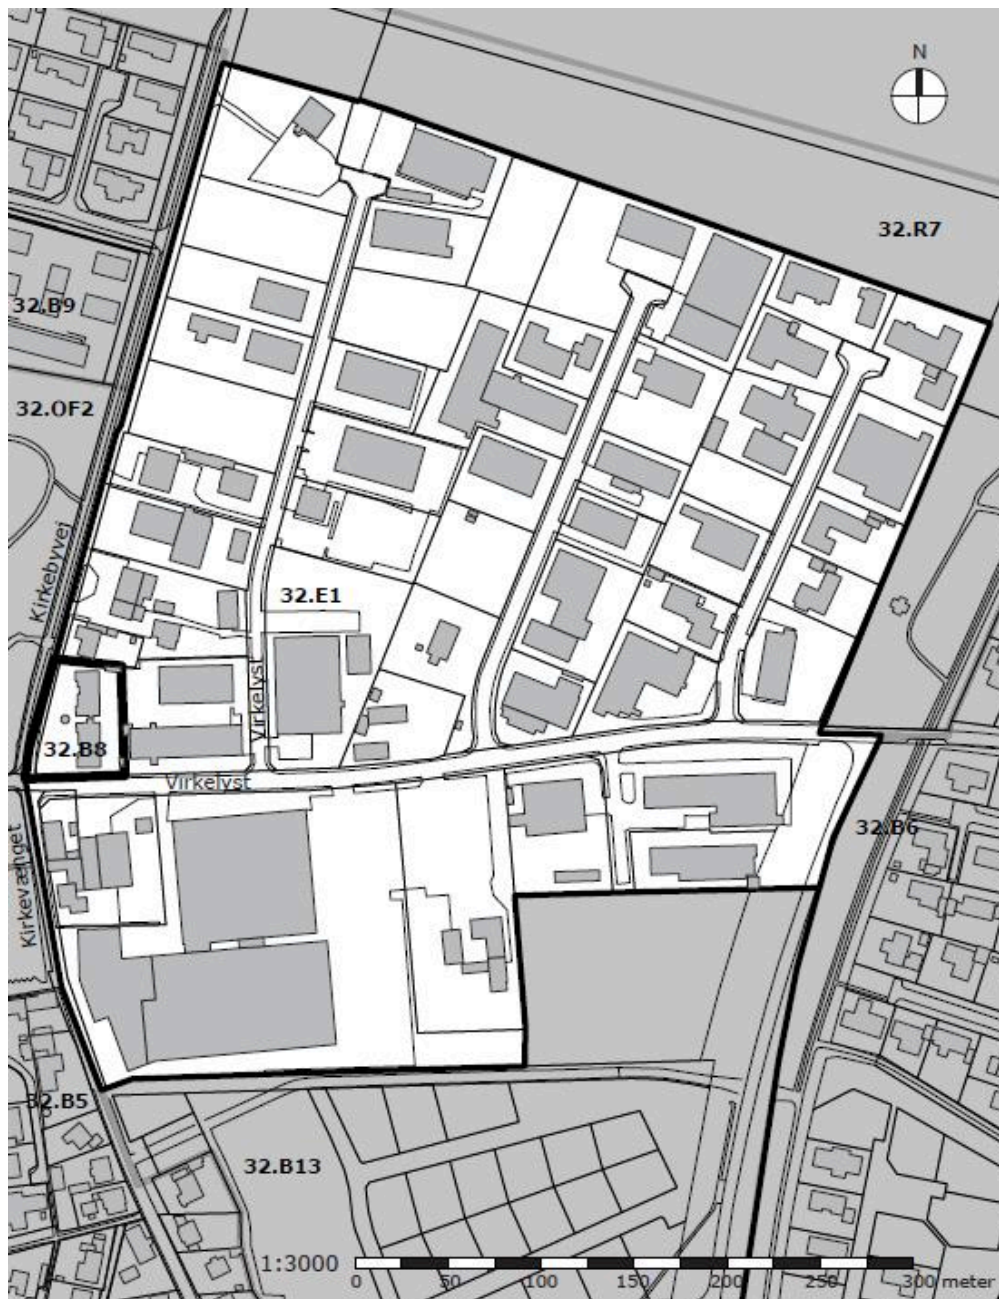 N
32.R7
32.B9
32.OF2
Kirkebyvej
32.E1
Virkelyst
32.B8
Virkelyst
32.B6
Kirkevænget
32.B5
32.B13
1:3000
0 50 100 150 200 250 300 meter